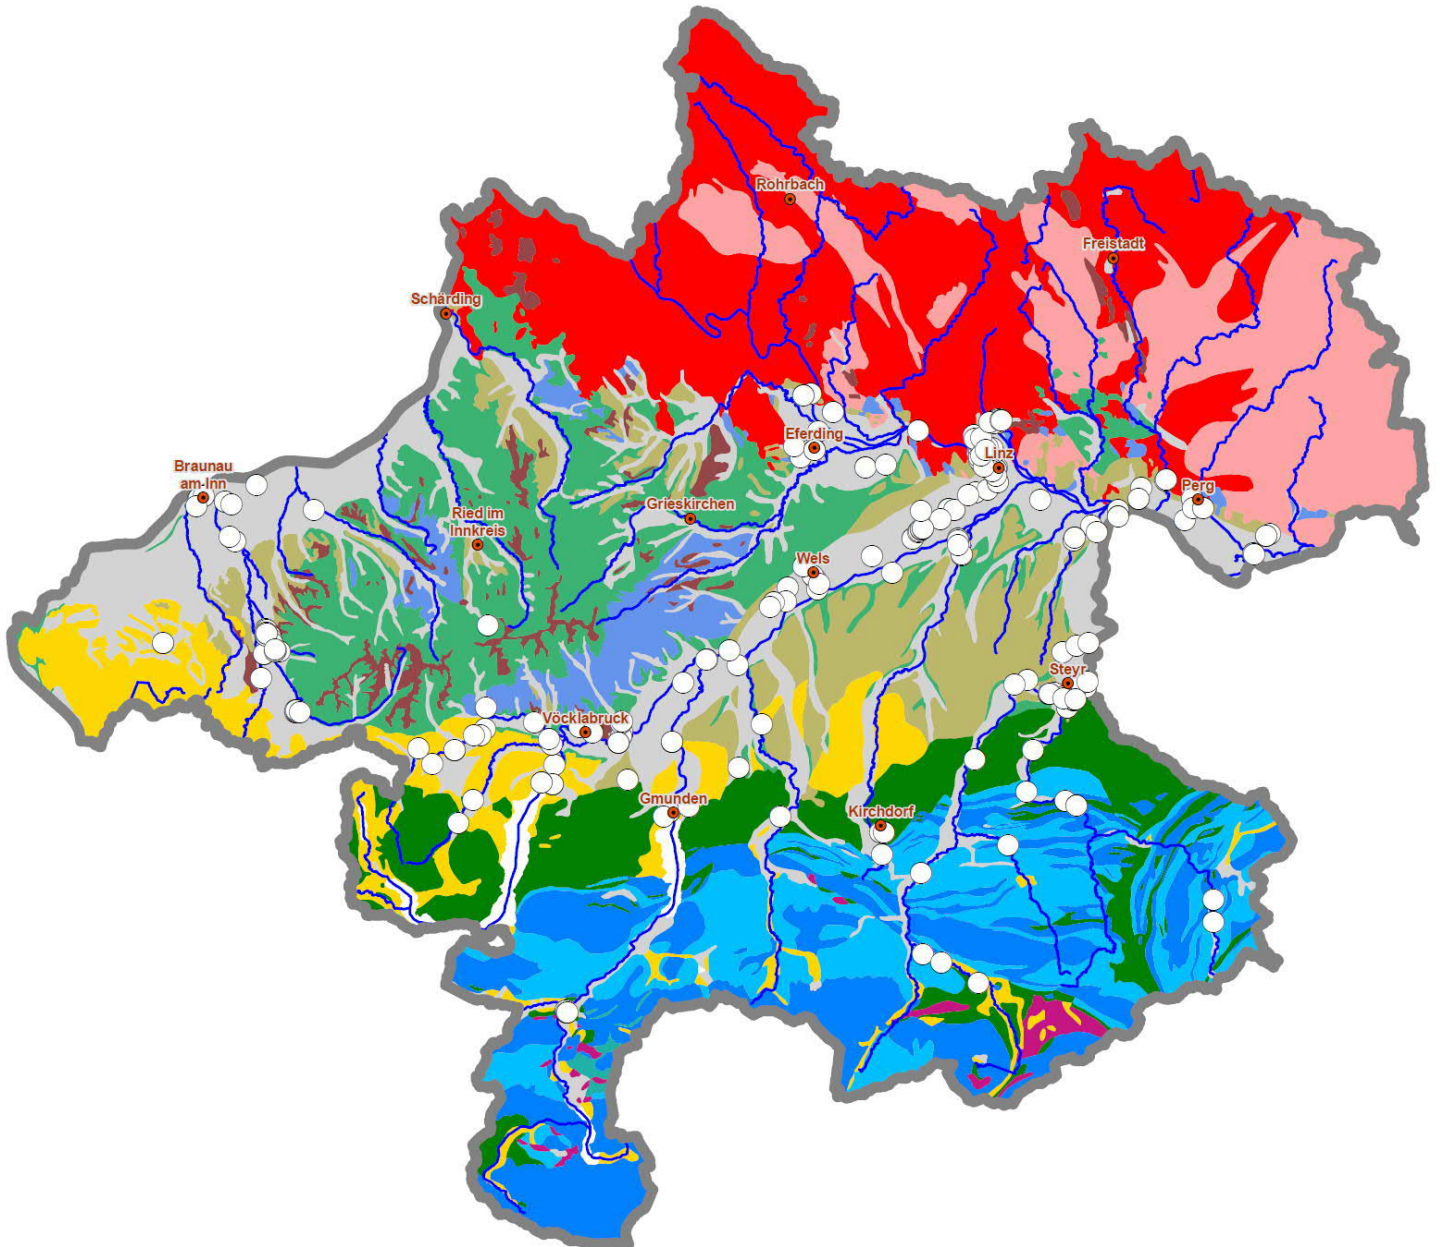 Rohrbach
Freistadt
Schärding
Eferding
Linz
Braunau
am-Inn
Perg
Grieskirchen
Ried im
Innkreis
Wels
Steyr
Vöcklabruck
Gmunden
Kirchdorf